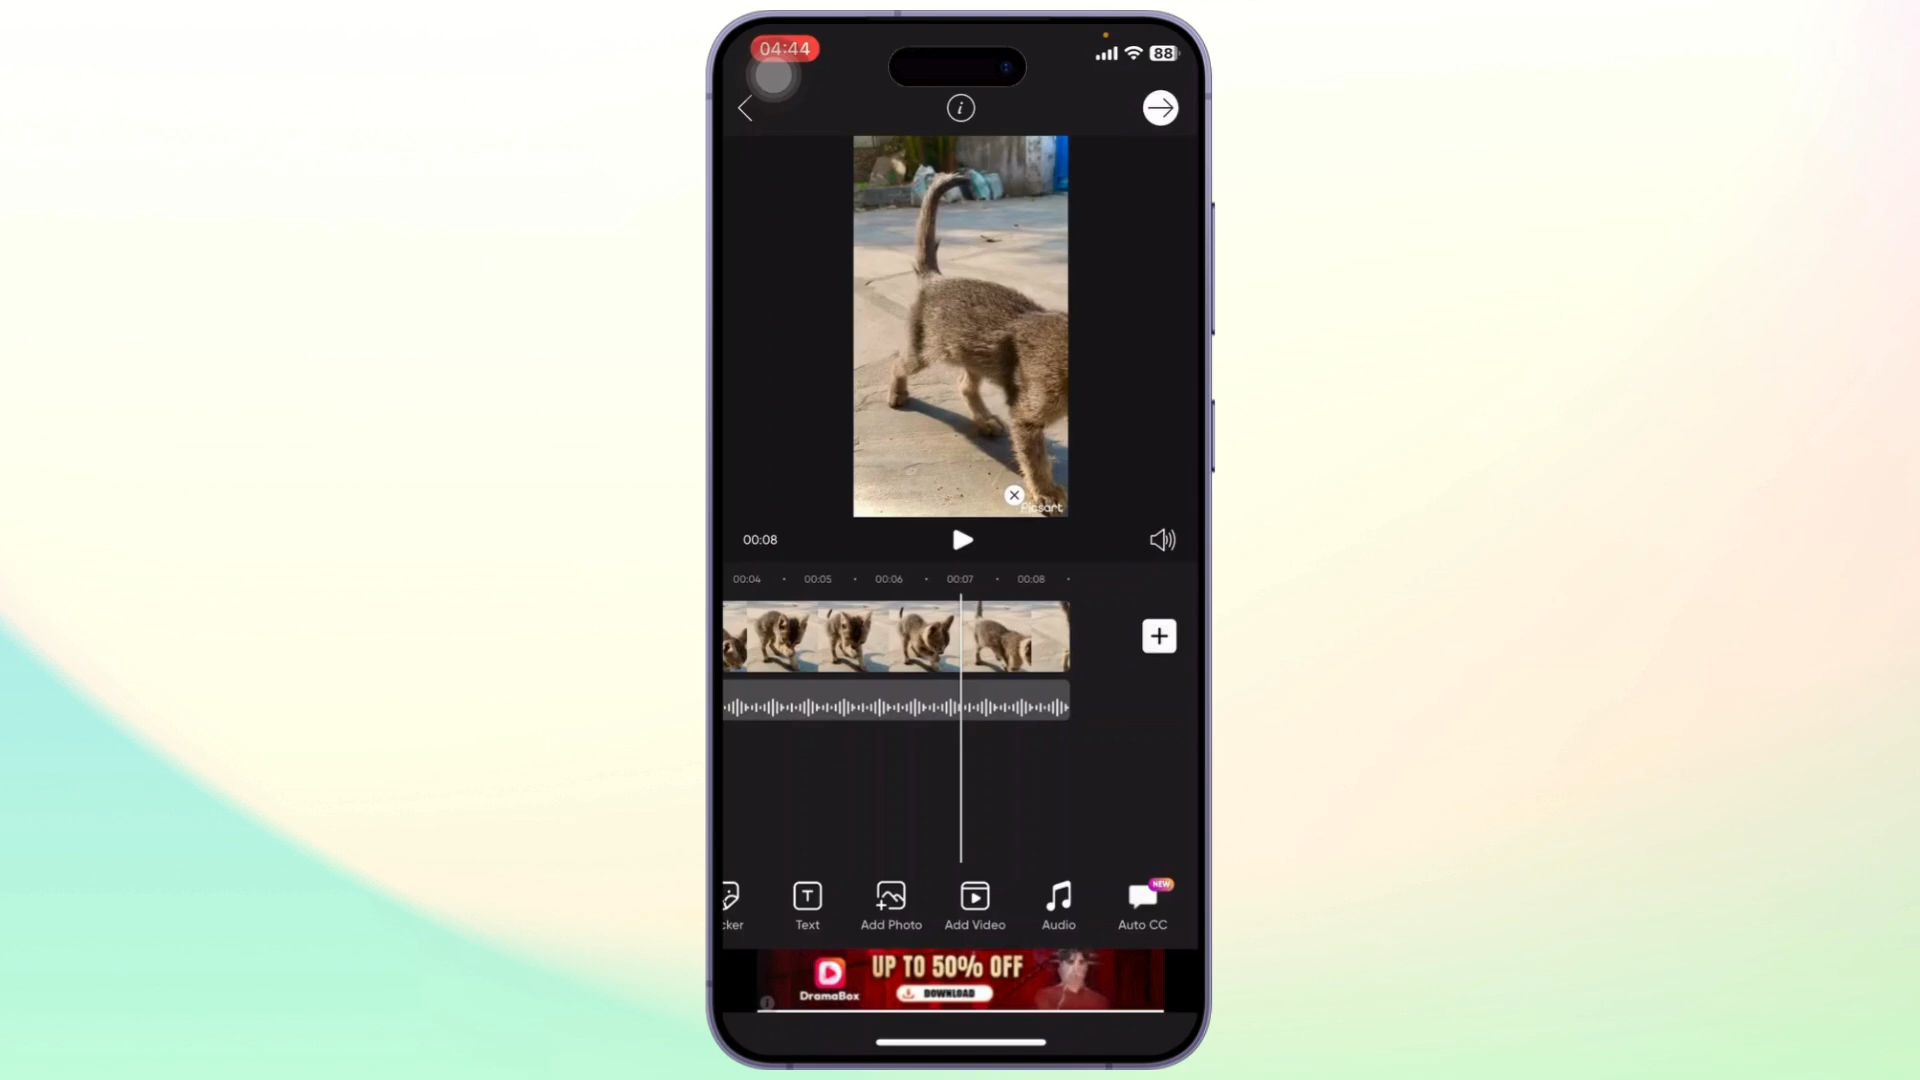 04:44
88
Picsart
00:08
00:04 00:05 00:06 00:07 00:08
cker Text Add Photo Add Video Audio Auto CC
NEW
UP TO 50% OFF
DramaBox
DOWNLOAD